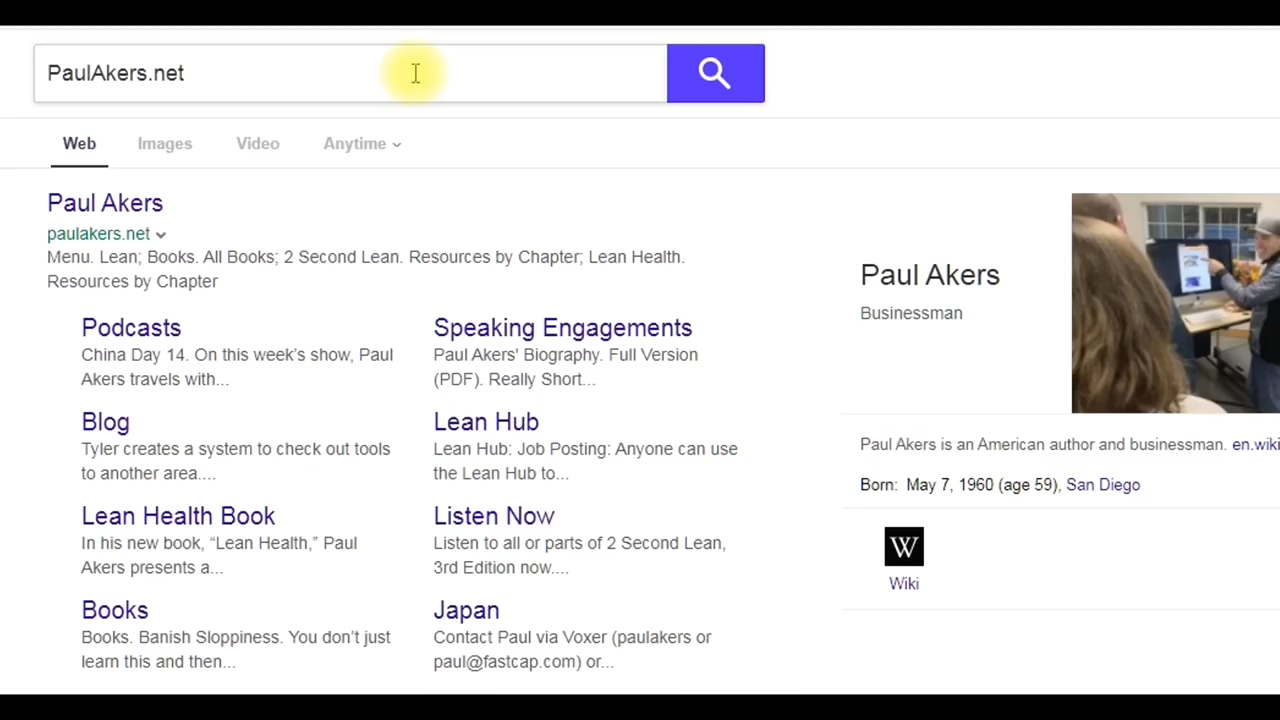 PaulAkers.net
Web
Images
Video
Anytime
Paul Akers
paulakers.net
Menu. Lean; Books. All Books; 2 Second Lean. Resources by Chapter; Lean Health.
Resources by Chapter
Podcasts
China Day 14. On this week’s show, Paul
Akers travels with...
Speaking Engagements
Paul Akers' Biography. Full Version
(PDF). Really Short...
Blog
Tyler creates a system to check out tools
to another area....
Lean Hub
Lean Hub: Job Posting: Anyone can use
the Lean Hub to...
Lean Health Book
In his new book, “Lean Health,” Paul
Akers presents a...
Listen Now
Listen to all or parts of 2 Second Lean,
3rd Edition now....
Books
Books. Banish Sloppiness. You don’t just
learn this and then...
Japan
Contact Paul via Voxer (paulakers or
paul@fastcap.com) or...
Paul Akers
Businessman
Paul Akers is an American author and businessman. en.wiki
Born: May 7, 1960 (age 59), San Diego
W
Wiki